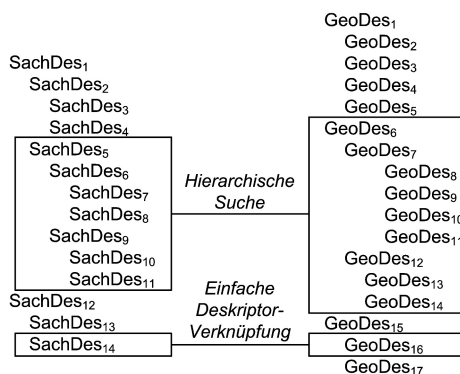 SachDes₁
SachDes₂
SachDes₃
SachDes₄
SachDes₅
SachDes₆
SachDes₇
SachDes₈
SachDes₉
SachDes₁₀
SachDes₁₁
SachDes₁₂
SachDes₁₃
SachDes₁₄
Hierarchische
Suche
Einfache
Deskriptor-
Verknüpfung
GeoDes₁
GeoDes₂
GeoDes₃
GeoDes₄
GeoDes₅
GeoDes₆
GeoDes₇
GeoDes₈
GeoDes₉
GeoDes₁₀
GeoDes₁₁
GeoDes₁₂
GeoDes₁₃
GeoDes₁₄
GeoDes₁₅
GeoDes₁₆
GeoDes₁₇